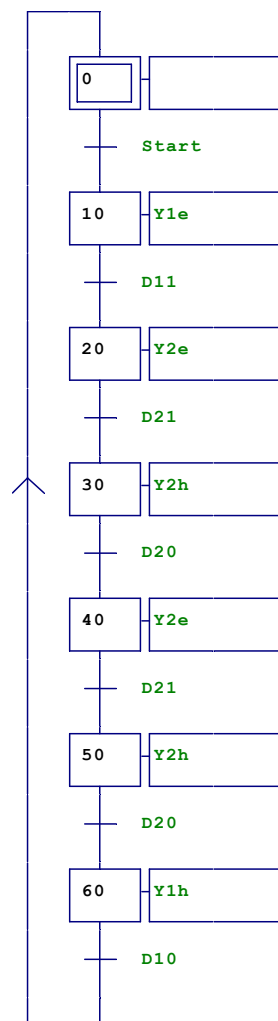 0
Start
10 Y1e
D11
20 Y2e
D21
30 Y2h
D20
40 Y2e
D21
50 Y2h
D20
60 Y1h
D10